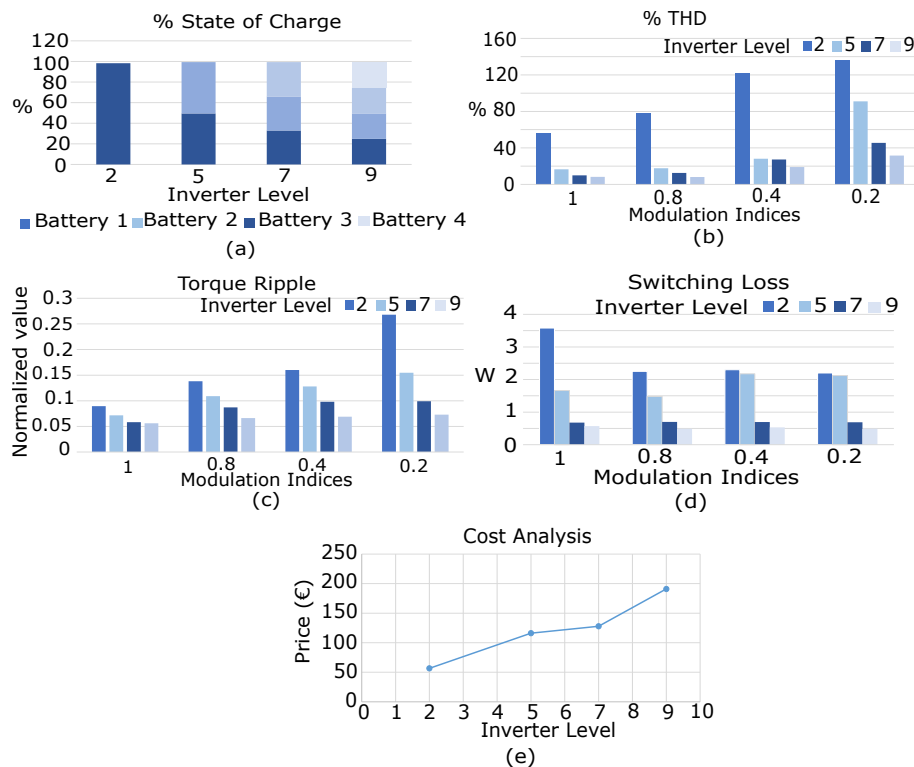 % State of Charge
120
100
80
%
60
40
20
0
2 5 7 9
Inverter Level
Battery 1 Battery 2 Battery 3 Battery 4
(a)
% THD
Inverter Level 2 5 7 9
160
120
%
80
40
0
1 0.8 0.4 0.2
Modulation Indices
(b)
Torque Ripple
Inverter Level 2 5 7 9
Normalized value
0.3
0.25
0.2
0.15
0.1
0.05
0
1 0.8 0.4 0.2
Modulation Indices
(c)
Switching Loss
Inverter Level 2 5 7 9
4
3
W
2
1
0
1 0.8 0.4 0.2
Modulation Indices
(d)
Cost Analysis
Price (€)
250
200
150
100
50
0
0 1 2 3 4 5 6 7 8 9 10
Inverter Level
(e)